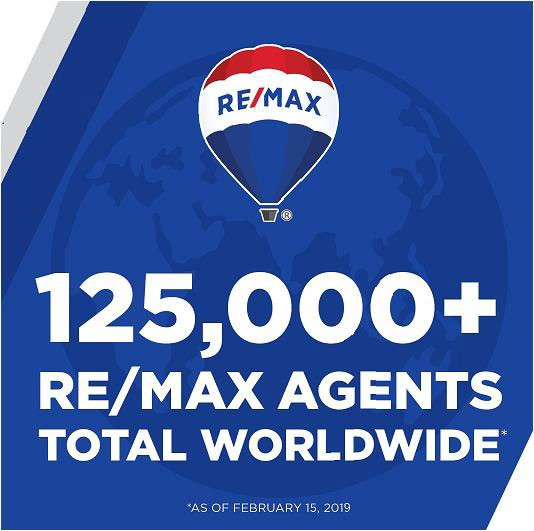 RE/MAX
®
125,000+
RE/MAX AGENTS
TOTAL WORLDWIDE*
*AS OF FEBRUARY 15, 2019